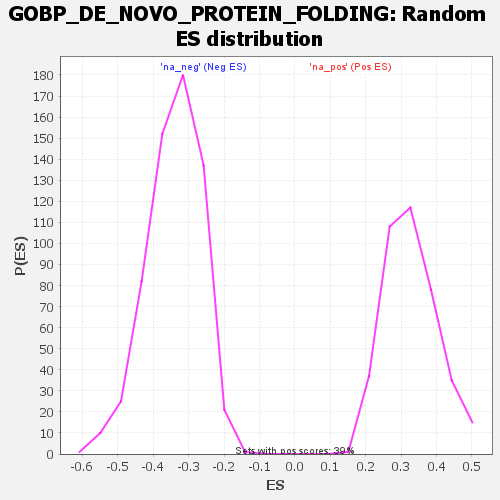 GOBP_DE_NOVO_PROTEIN_FOLDING: Random
ES distribution
'na_neg' (Neg ES) 'na_pos' (Pos ES)
180
170
160
150
140
130
120
110
100
90
80
70
60
50
40
30
20
10
0
P(ES)
Sets with pos scores: 39%
-0.6 -0.5 -0.4 -0.3 -0.2 -0.1 0.0 0.1 0.2 0.3 0.4 0.5
ES